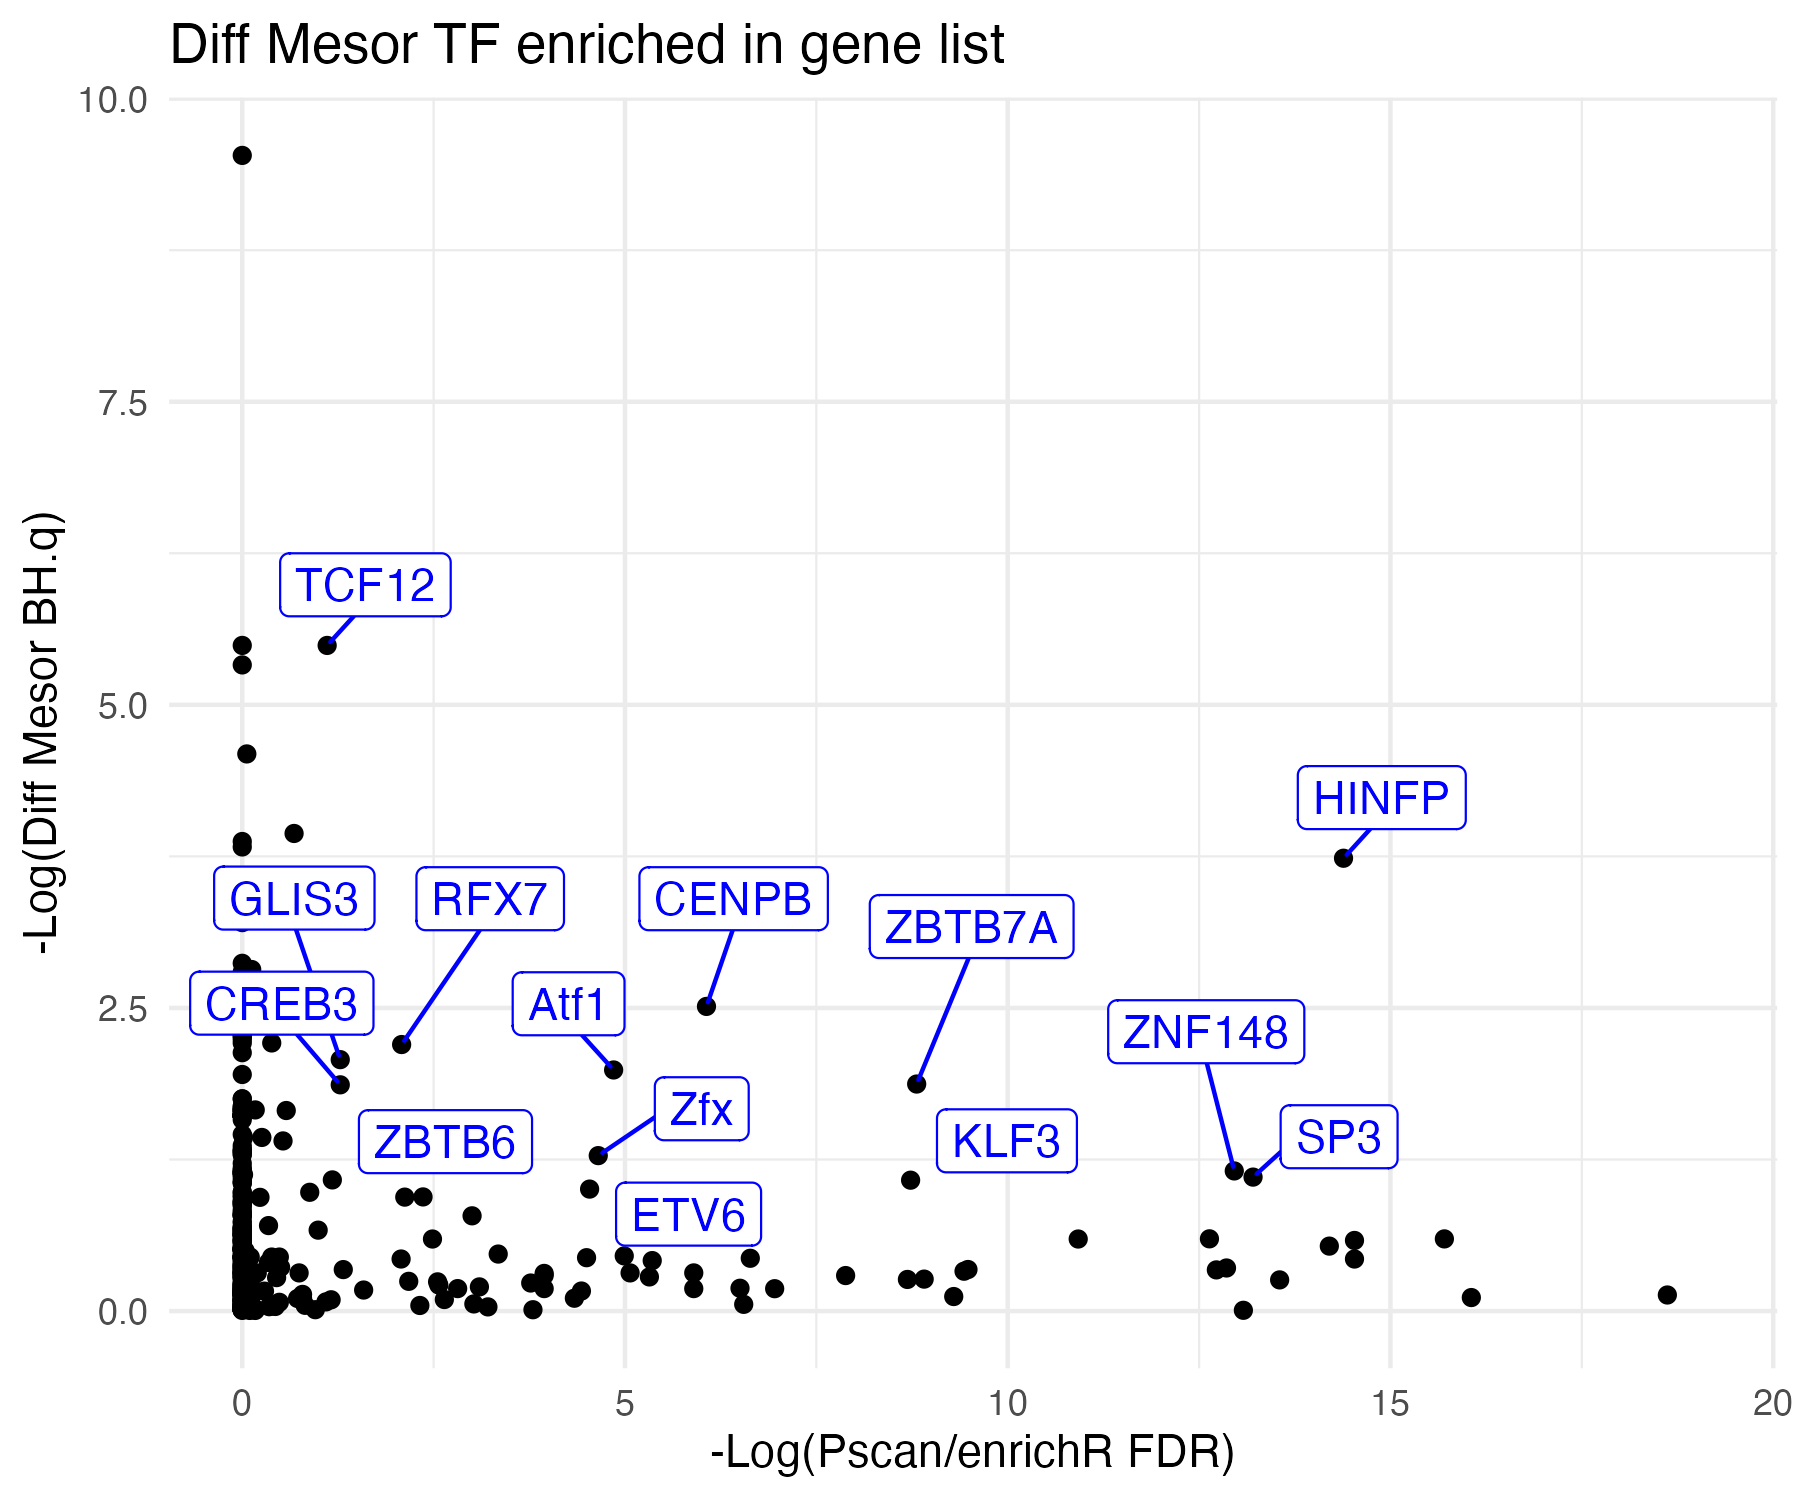 Diff Mesor TF enriched in gene list
10.0
7.5
5.0
2.5
0.0
-Log(Diff Mesor BH.q)
TCF12
HINFP
GLIS3
RFX7
CENPB
ZBTB7A
CREB3
Atf1
ZNF148
Zfx
ZBTB6
KLF3
SP3
ETV6
0
5
10
15
20
-Log(Pscan/enrichR FDR)